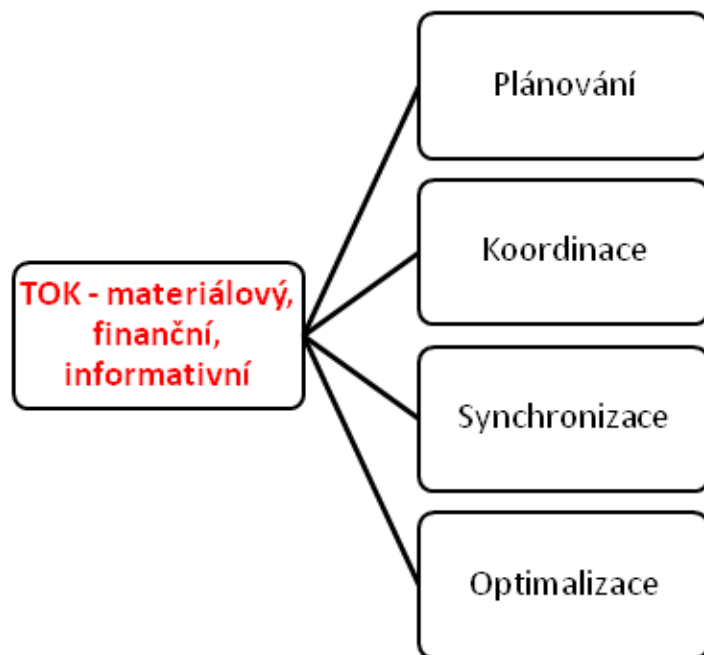 TOK - materiálový,
finanční,
informativní
Plánování
Koordinace
Synchronizace
Optimalizace